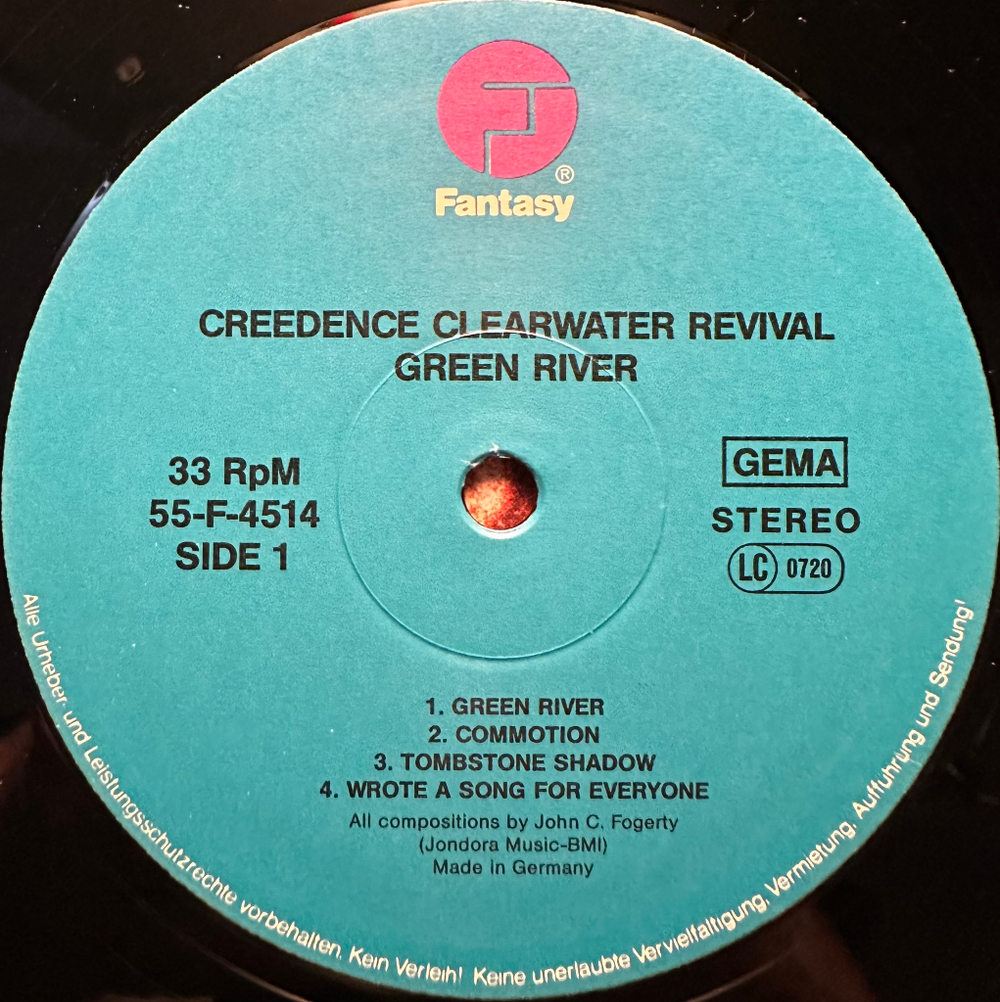 ®
Fantasy
CREEDENCE CLEARWATER REVIVAL
GREEN RIVER
33 RpM
55-F-4514
SIDE 1
GEMA
STEREO
LC 0720
1. GREEN RIVER
2. COMMOTION
3. TOMBSTONE SHADOW
4. WROTE A SONG FOR EVERYONE
All compositions by John C. Fogerty
(Jondora Music-BMI)
Made in Germany
Alle Urheber- und Leistungsschutzrechte vorbehalten. Kein Verleih! Keine unerlaubte Vervielfältigung, Vermietung, Aufführung und Sendung!